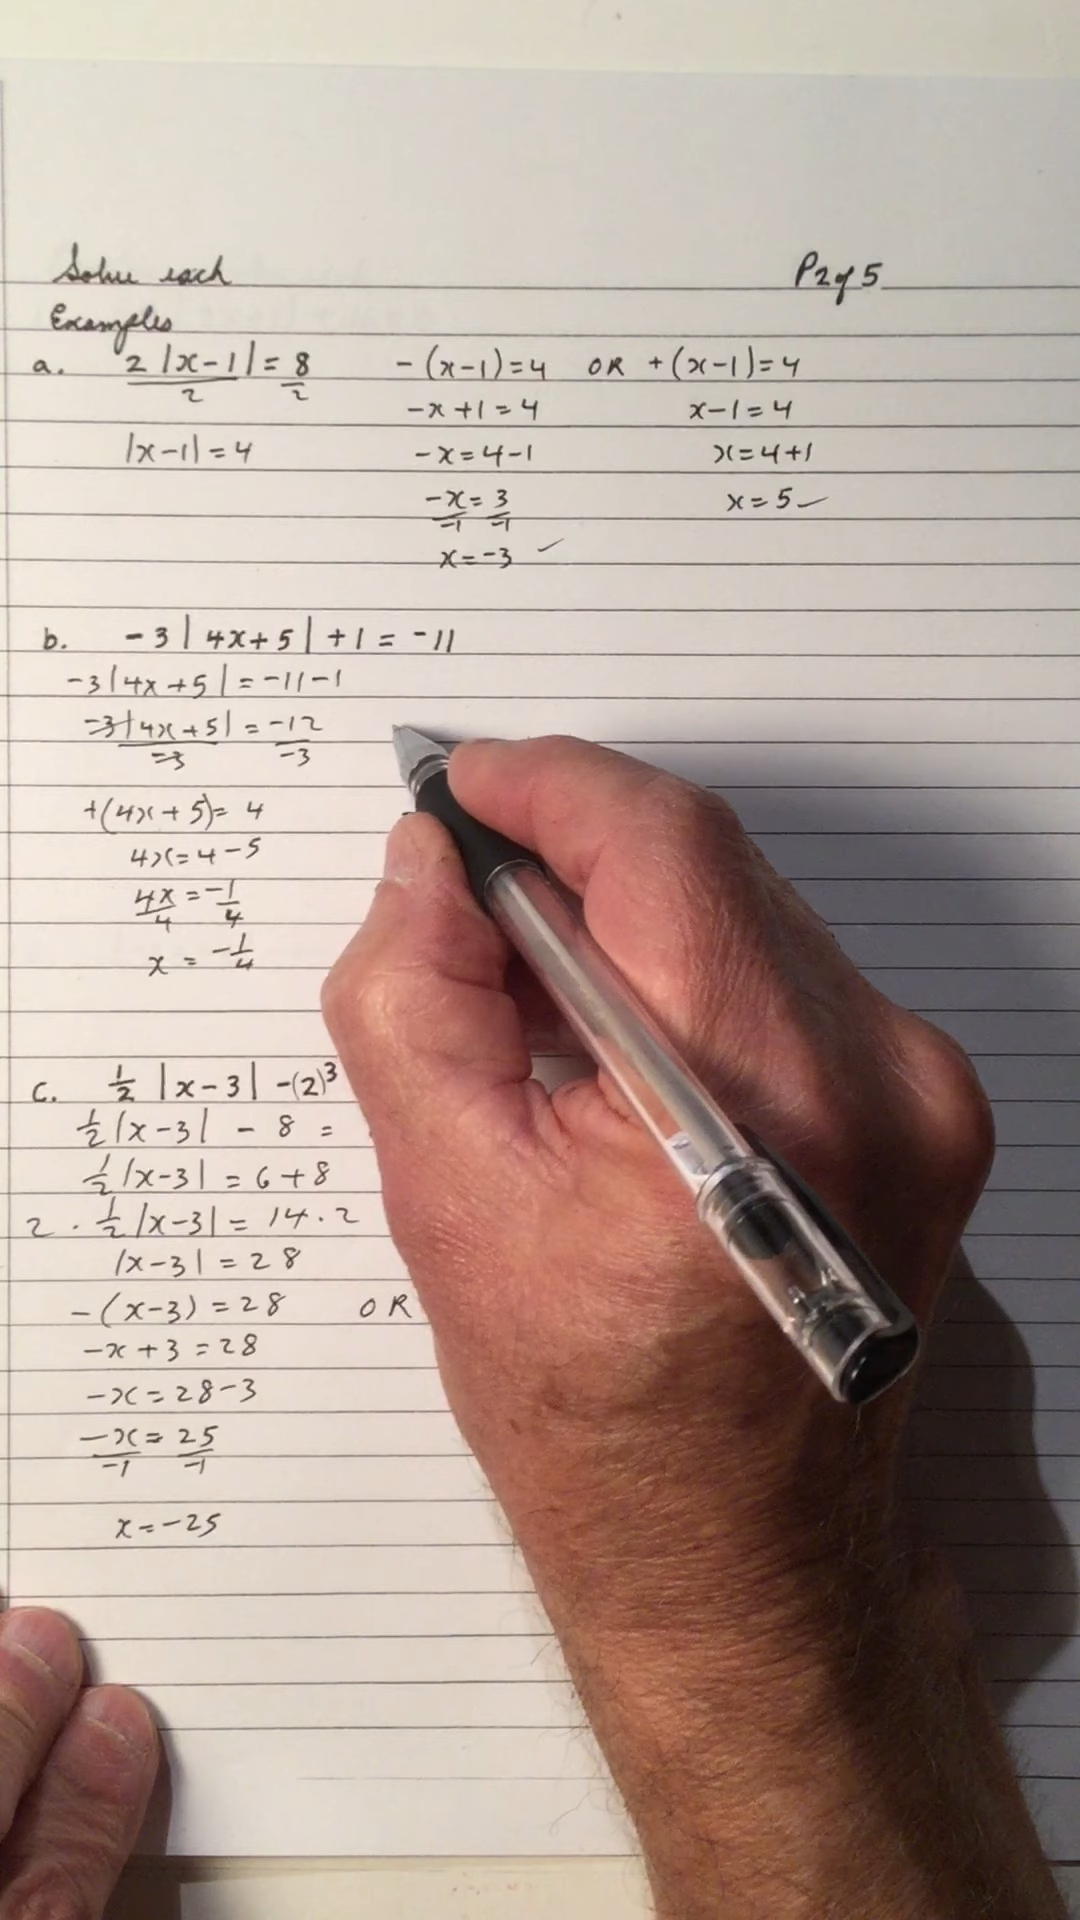 Solve each P2of5
Examples
a. 2|x-1| = 8 -(x-1)=4 OR +(x-1)=4
2 2 -x+1=4 x-1=4
|x-1|=4 -x=4-1 x=4+1
-x=3 x=5 ✓
-1 -1
x=-3 ✓
b. -3|4x+5|+1=-11
-3|4x+5|=-11-1
-3|4x+5|=-12
-3 -3
+(4x+5)=4
4x=4-5
4x=-1
4 4
x=-1/4
c. 1/2 |x-3| -(2)³
1/2|x-3| - 8 =
1/2|x-3| = 6+8
2 · 1/2|x-3| = 14·2
|x-3| = 28
-(x-3)=28 OR
-x+3=28
-x=28-3
-x=25
-1 -1
x=-25